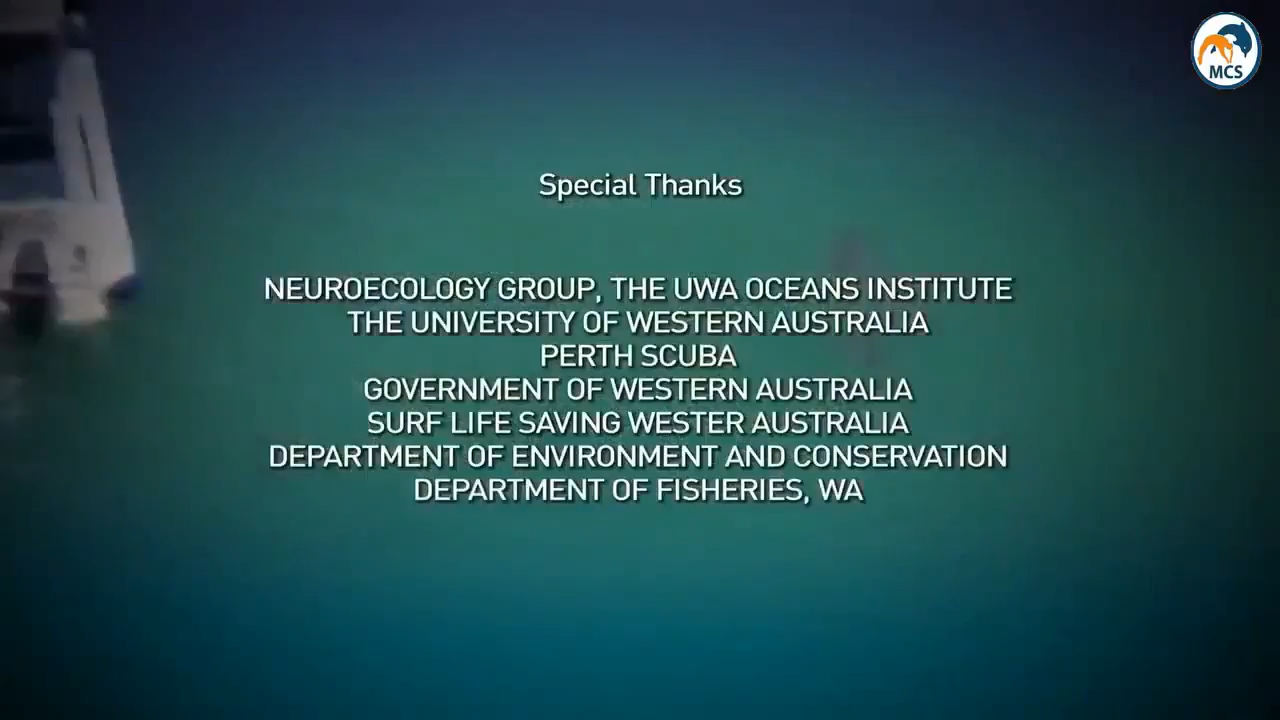 MCS
Special Thanks
NEUROECOLOGY GROUP, THE UWA OCEANS INSTITUTE
THE UNIVERSITY OF WESTERN AUSTRALIA
PERTH SCUBA
GOVERNMENT OF WESTERN AUSTRALIA
SURF LIFE SAVING WESTER AUSTRALIA
DEPARTMENT OF ENVIRONMENT AND CONSERVATION
DEPARTMENT OF FISHERIES, WA